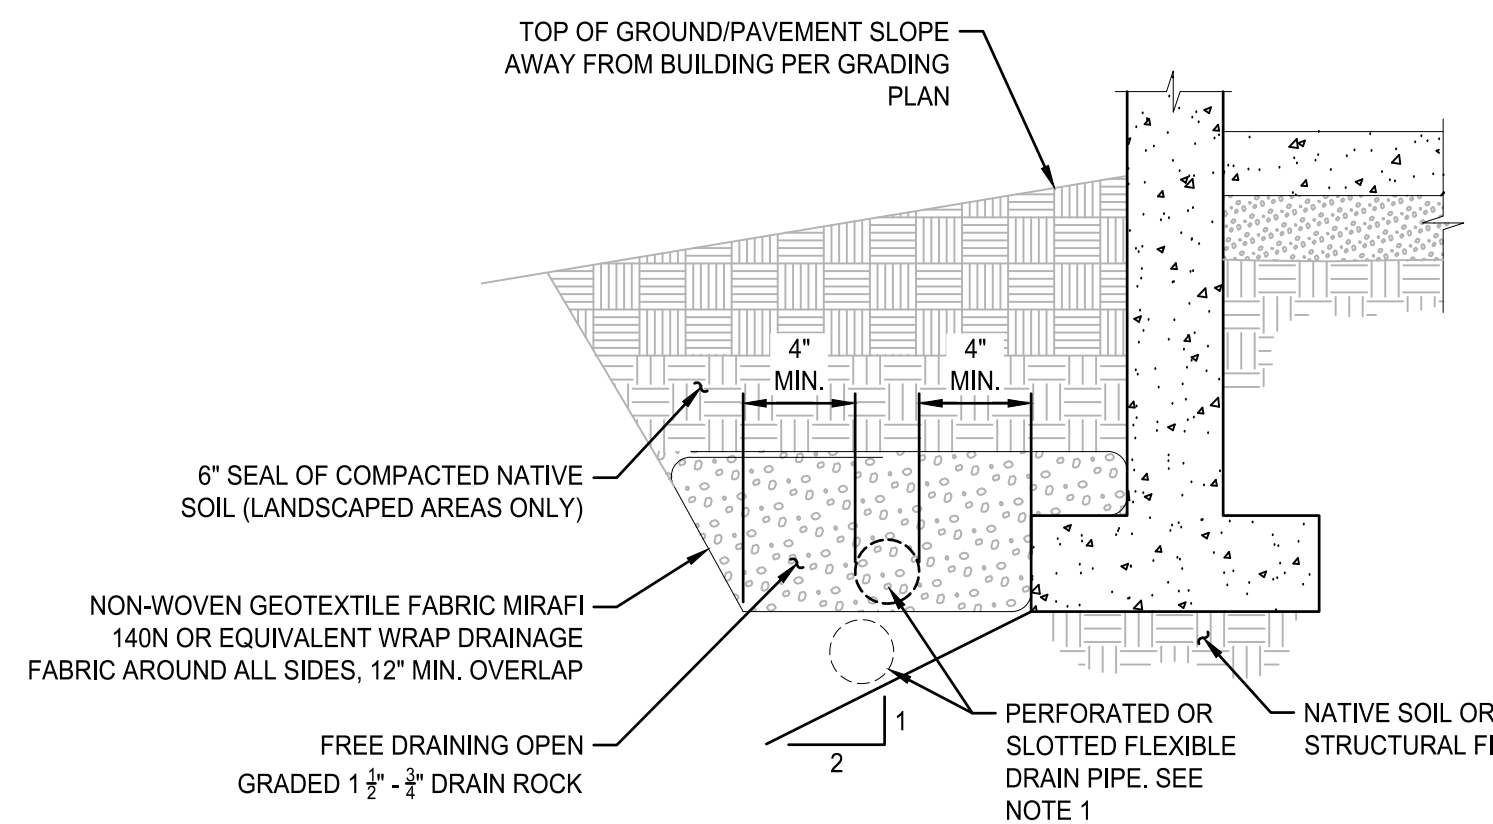 TOP OF GROUND/PAVEMENT SLOPE
AWAY FROM BUILDING PER GRADING
PLAN
4"
MIN.
4"
MIN.
6" SEAL OF COMPACTED NATIVE
SOIL (LANDSCAPED AREAS ONLY)
NON-WOVEN GEOTEXTILE FABRIC MIRAFI
140N OR EQUIVALENT WRAP DRAINAGE
FABRIC AROUND ALL SIDES, 12" MIN. OVERLAP
FREE DRAINING OPEN
GRADED 1 1/2" - 3/4" DRAIN ROCK
1
2
PERFORATED OR
SLOTTED FLEXIBLE
DRAIN PIPE. SEE
NOTE 1
NATIVE SOIL OR
STRUCTURAL